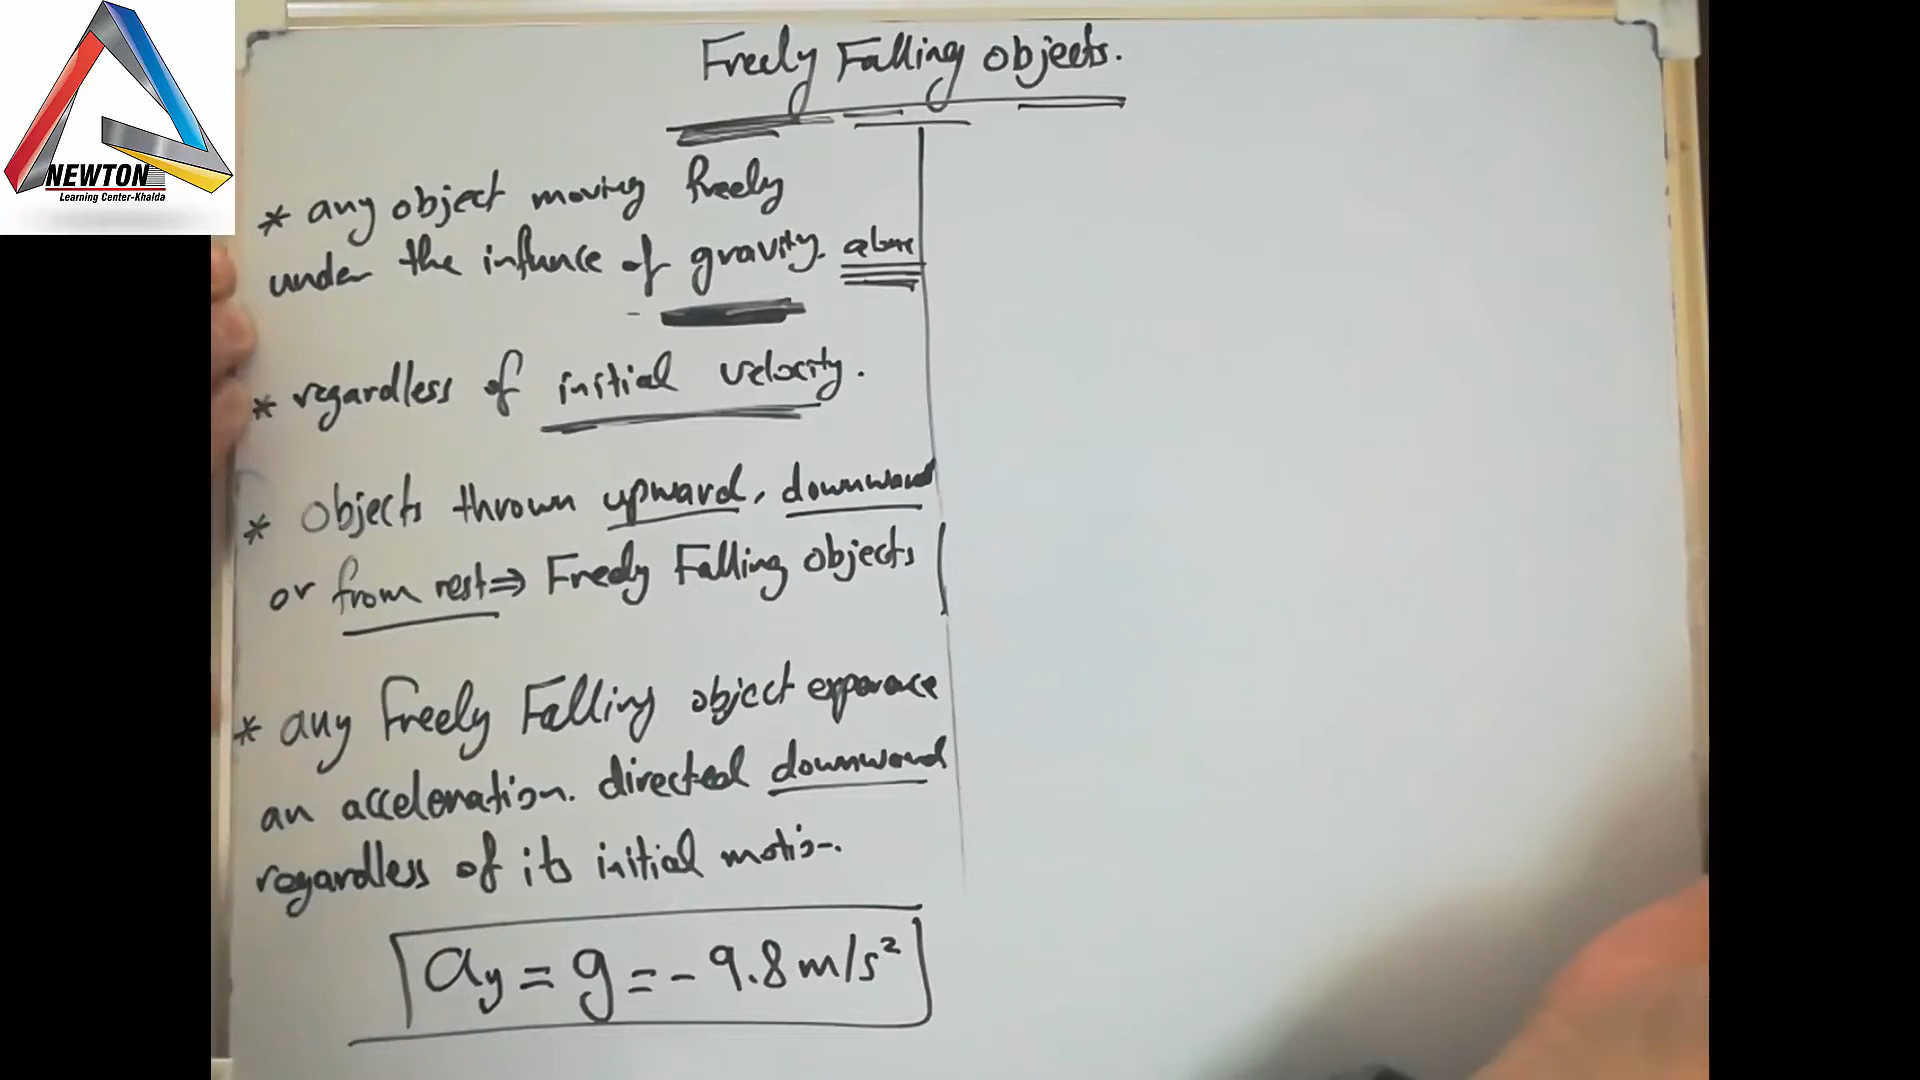 NEWTON
Learning Center-Khalda
Freely Falling objects.
* any object moving freely
under the influnce of gravity. alone
* regardless of initial velocity.
* objects thrown upward, downward
or from rest ⇒ Freely Falling objects
* any Freely Falling object experace
an acceleration. directed downward
regardless of its initial motion.
ay = g = - 9.8 m/s²